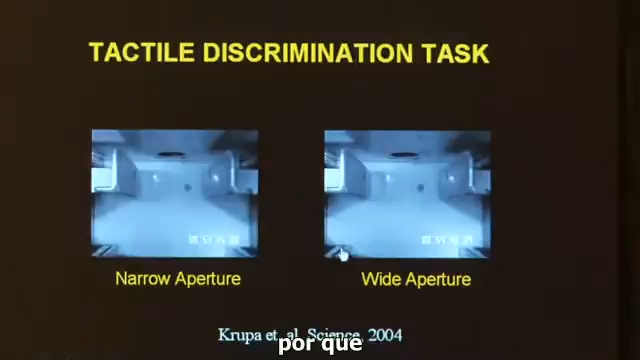 TACTILE DISCRIMINATION TASK
Narrow Aperture
Wide Aperture
Krupa et. al. Science, 2004
por que